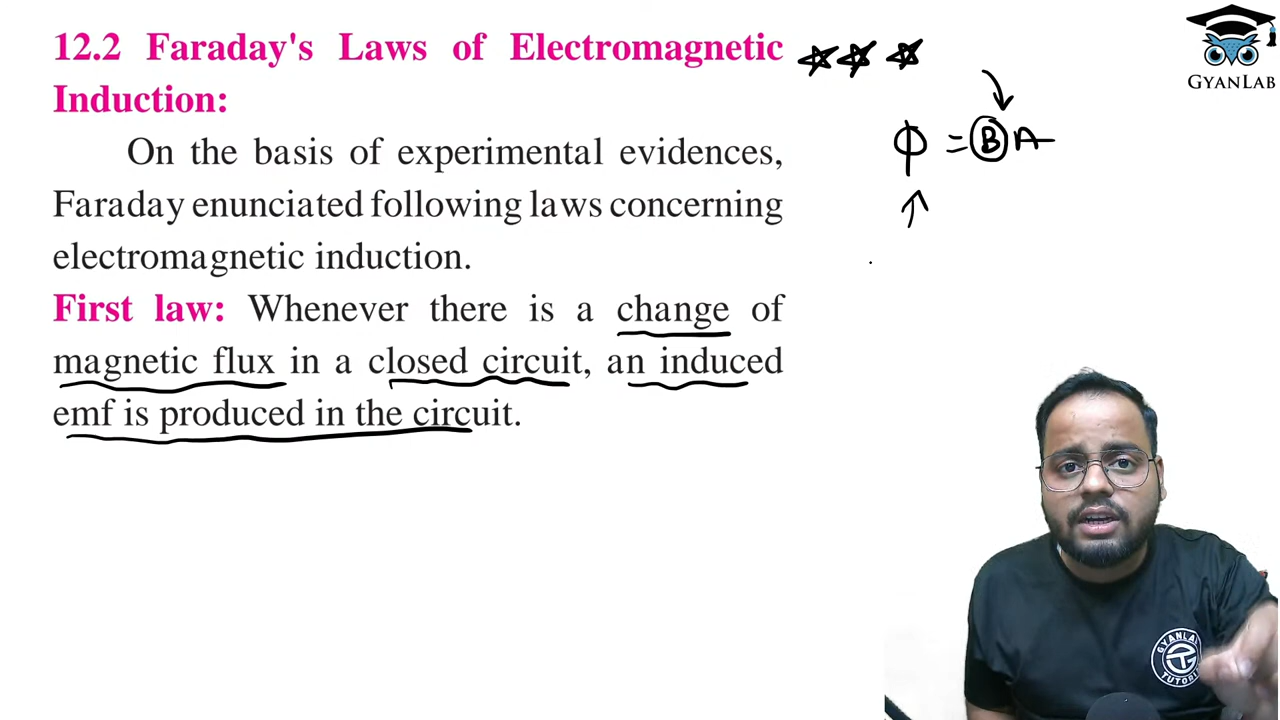 12.2 Faraday's Laws of Electromagnetic
Induction:
On the basis of experimental evidences,
Faraday enunciated following laws concerning
electromagnetic induction.
First law: Whenever there is a change of
magnetic flux in a closed circuit, an induced
emf is produced in the circuit.
ϕ = BA
GYANLAB
GYANLAB
TUTORI